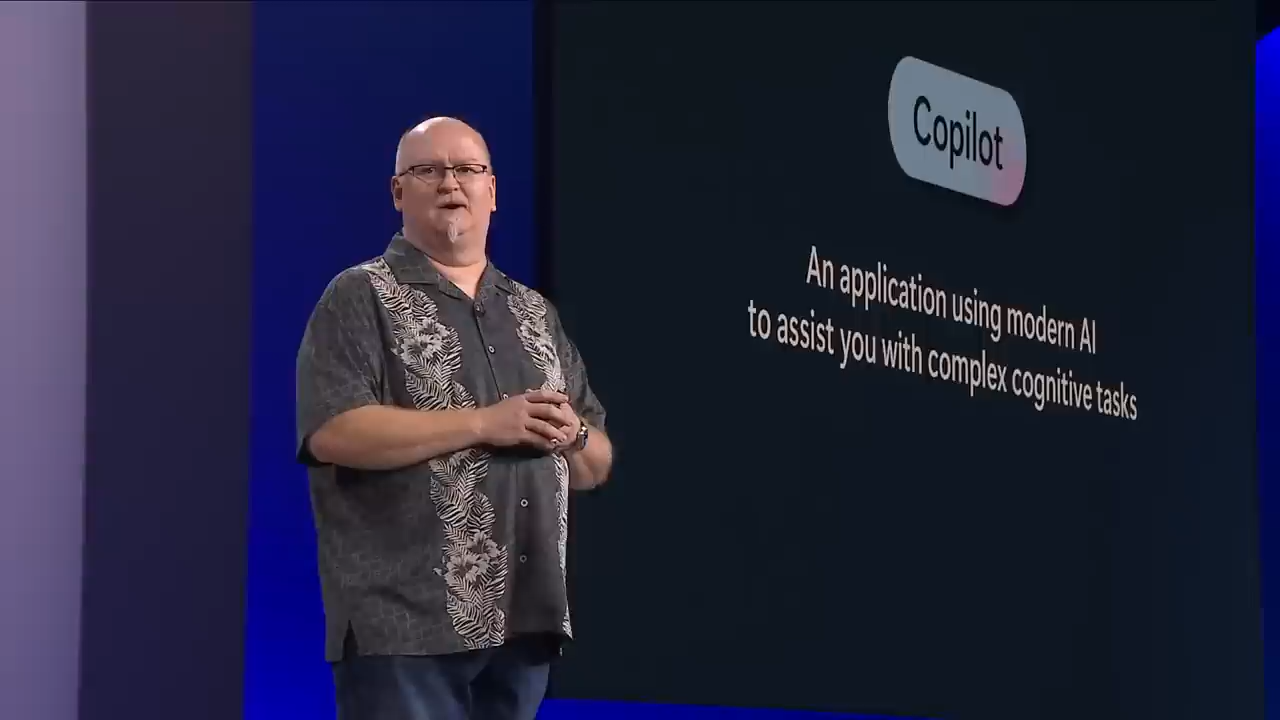 Copilot
An application using modern AI
to assist you with complex cognitive tasks